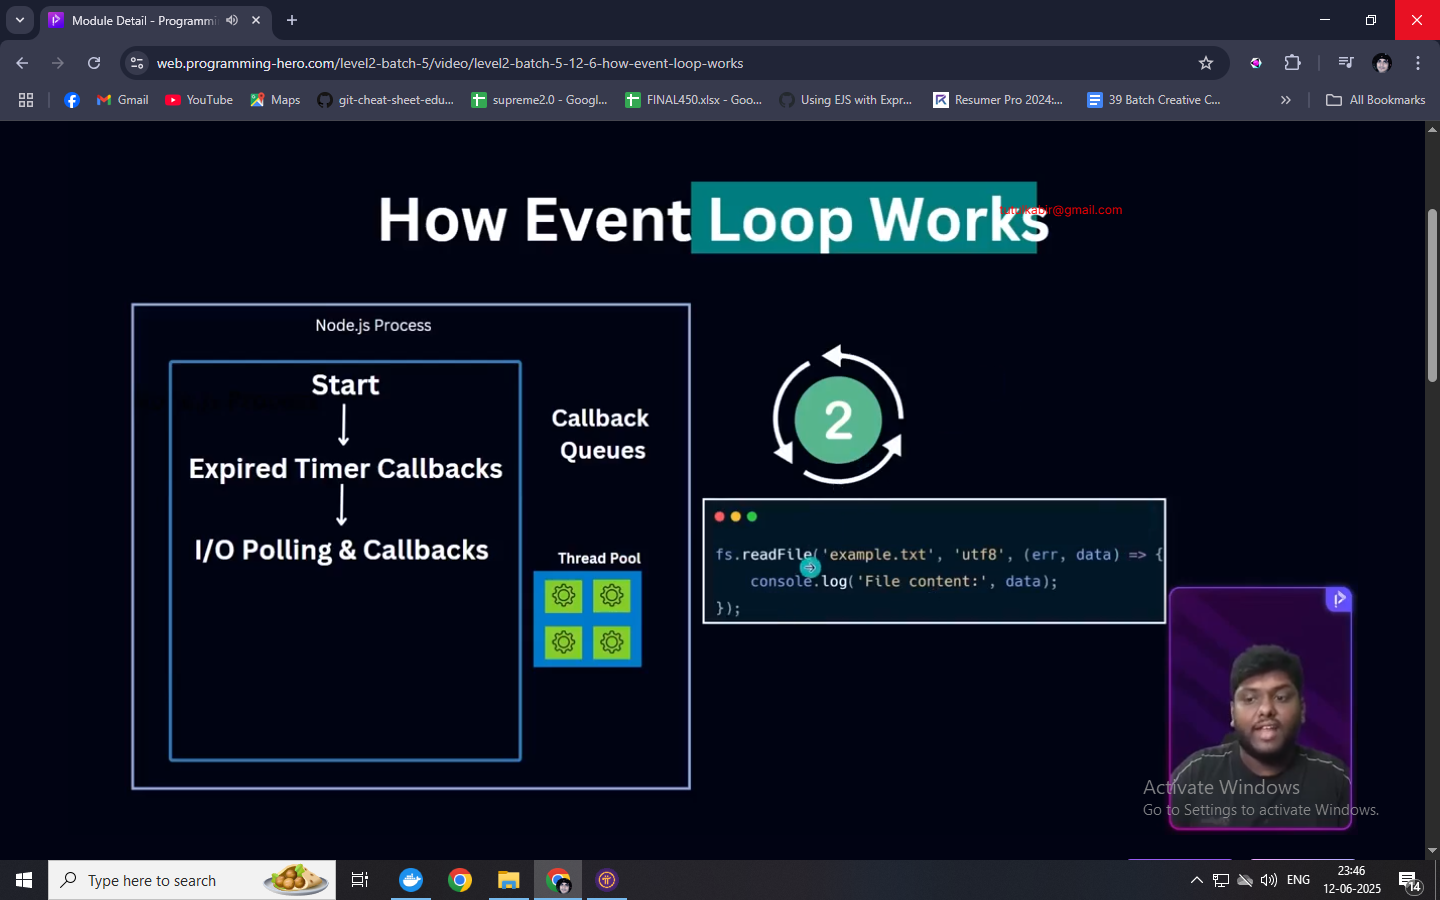 Module Detail - Programmi
web.programming-hero.com/level2-batch-5/video/level2-batch-5-12-6-how-event-loop-works
Gmail
YouTube
Maps
git-cheat-sheet-edu...
supreme2.0 - Googl...
FINAL450.xlsx - Goo...
Using EJS with Expr...
Resumer Pro 2024:...
39 Batch Creative C...
All Bookmarks
How Event Loop Works
Node.js Process
Start
Expired Timer Callbacks
I/O Polling & Callbacks
Callback
Queues
Thread Pool
2
fs.readFile('example.txt', 'utf8', (err, data) => {
console.log('File content:', data);
});
Activate Windows
Go to Settings to activate Windows.
Type here to search
ENG
23:46
12-06-2025
14